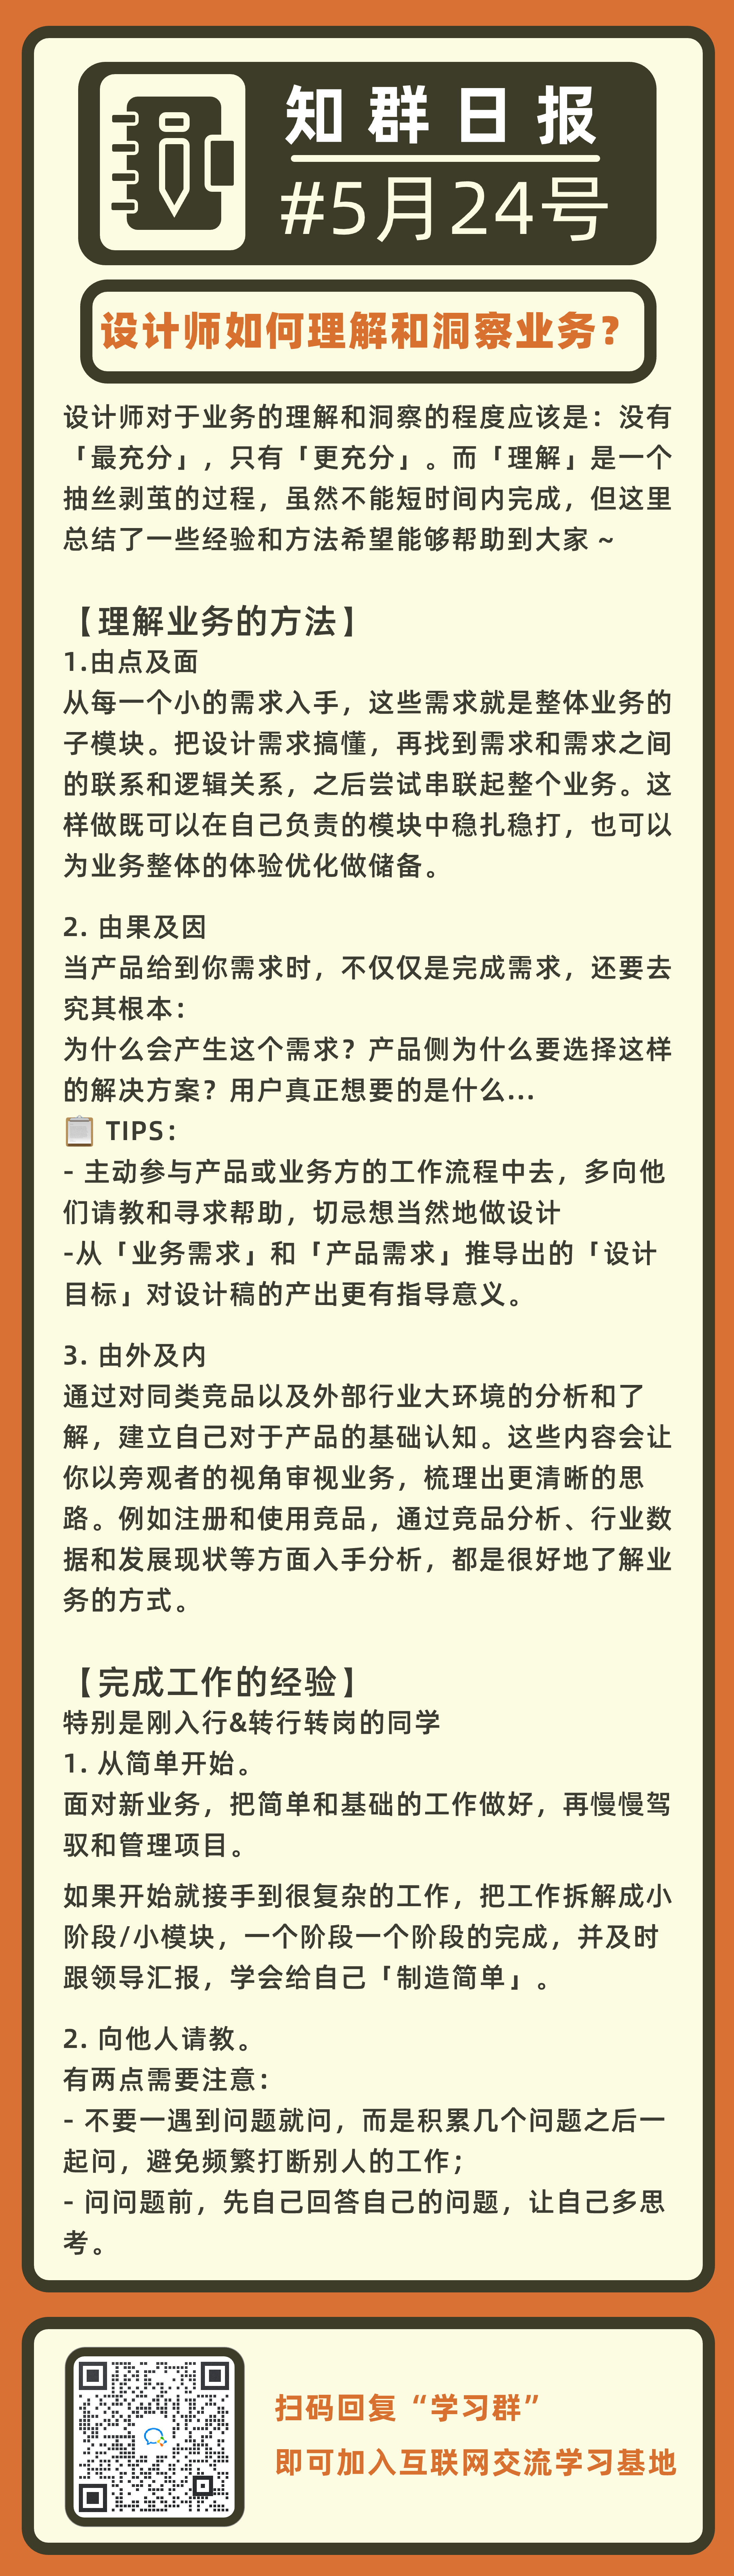 知群日报
#5月24号
设计师如何理解和洞察业务？
设计师对于业务的理解和洞察的程度应该是：没有
「最充分」，只有「更充分」。而「理解」是一个
抽丝剥茧的过程，虽然不能短时间内完成，但这里
总结了一些经验和方法希望能够帮助到大家 ~
【理解业务的方法】
1.由点及面
从每一个小的需求入手，这些需求就是整体业务的
子模块。把设计需求搞懂，再找到需求和需求之间
的联系和逻辑关系，之后尝试串联起整个业务。这
样做既可以在自己负责的模块中稳扎稳打，也可以
为业务整体的体验优化做储备。
2. 由果及因
当产品给到你需求时，不仅仅是完成需求，还要去
究其根本：
为什么会产生这个需求？产品侧为什么要选择这样
的解决方案？用户真正想要的是什么...
📋 TIPS：
- 主动参与产品或业务方的工作流程中去，多向他
们请教和寻求帮助，切忌想当然地做设计
-从「业务需求」和「产品需求」推导出的「设计
目标」对设计稿的产出更有指导意义。
3. 由外及内
通过对同类竞品以及外部行业大环境的分析和了
解，建立自己对于产品的基础认知。这些内容会让
你以旁观者的视角审视业务，梳理出更清晰的思
路。例如注册和使用竞品，通过竞品分析、行业数
据和发展现状等方面入手分析，都是很好地了解业
务的方式。
【完成工作的经验】
特别是刚入行&转行转岗的同学
1. 从简单开始。
面对新业务，把简单和基础的工作做好，再慢慢驾
驭和管理项目。
如果开始就接手到很复杂的工作，把工作拆解成小
阶段/小模块，一个阶段一个阶段的完成，并及时
跟领导汇报，学会给自己「制造简单」。
2. 向他人请教。
有两点需要注意：
- 不要一遇到问题就问，而是积累几个问题之后一
起问，避免频繁打断别人的工作；
- 问问题前，先自己回答自己的问题，让自己多思
考。
扫码回复“学习群”
即可加入互联网交流学习基地